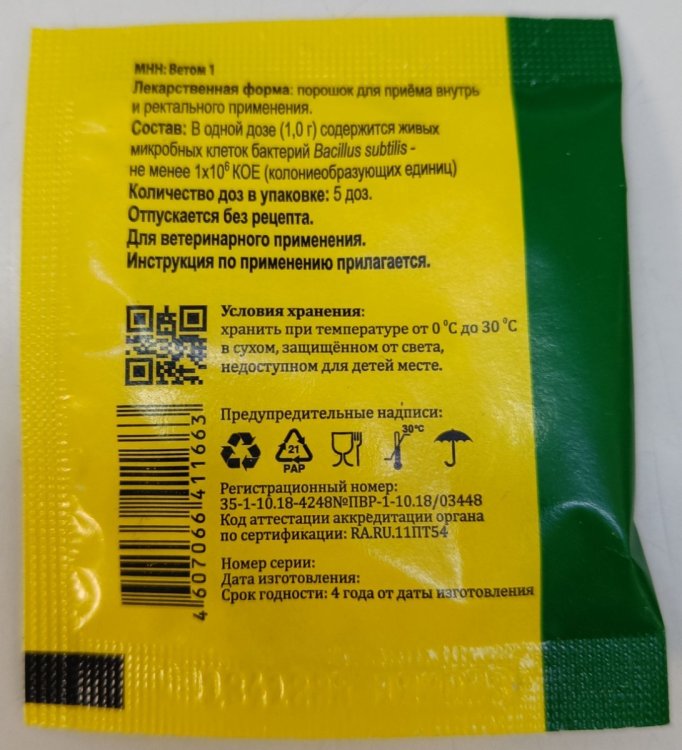 МНН: Ветом 1
Лекарственная форма: порошок для приёма внутрь
и ректального применения.
Состав: В одной дозе (1,0 г) содержится живых
микробных клеток бактерий Bacillus subtilis -
не менее 1х10⁶ КОЕ (колониеобразующих единиц)
Количество доз в упаковке: 5 доз.
Отпускается без рецепта.
Для ветеринарного применения.
Инструкция по применению прилагается.
Условия хранения:
хранить при температуре от 0 ⁰С до 30 ⁰С
в сухом, защищённом от света,
недоступном для детей месте.
Предупредительные надписи:
30°C
21
PAP
Регистрационный номер:
35-1-10.18-4248№ПВР-1-10.18/03448
Код аттестации аккредитации органа
по сертификации: RA.RU.11ПТ54
Номер серии:
Дата изготовления:
Срок годности: 4 года от даты изготовления
4 607066 411663